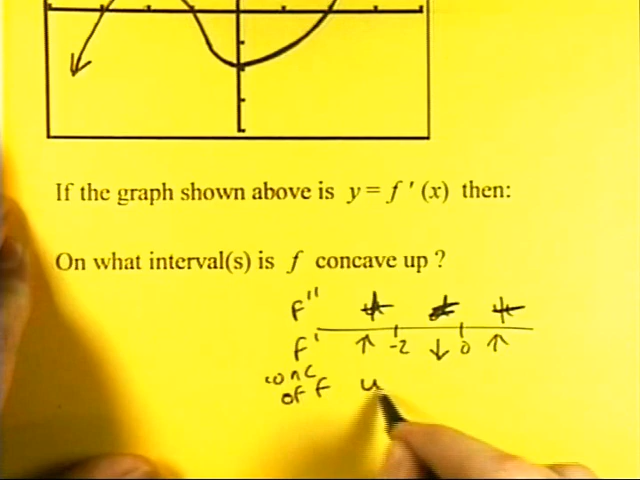 If the graph shown above is y = f ' (x) then:
On what interval(s) is f concave up ?
f''
f' ↑ -2 ↓ 0 ↑
conc
of f u